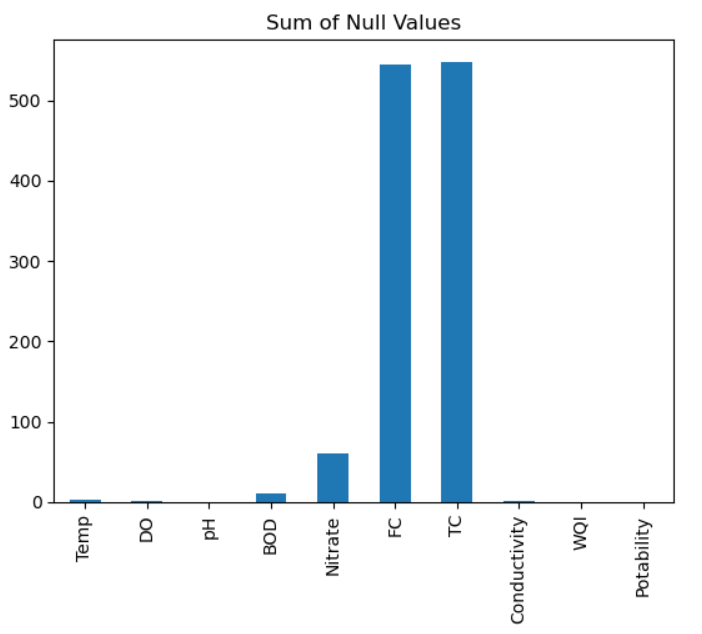 Sum of Null Values
500
400
300
200
100
0
Temp
DO
pH
BOD
Nitrate
FC
TC
Conductivity
WQI
Potability